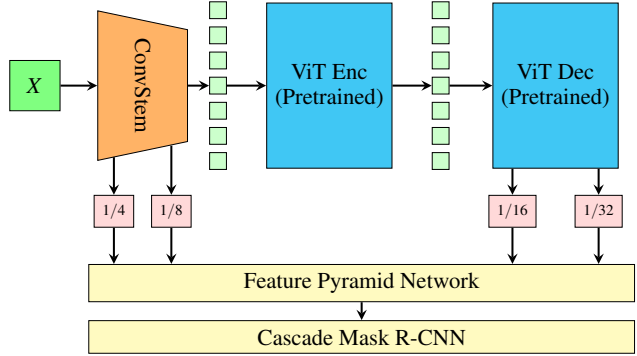 X
ConvStem
ViT Enc
(Pretrained)
ViT Dec
(Pretrained)
1/4
1/8
1/16
1/32
Feature Pyramid Network
Cascade Mask R-CNN